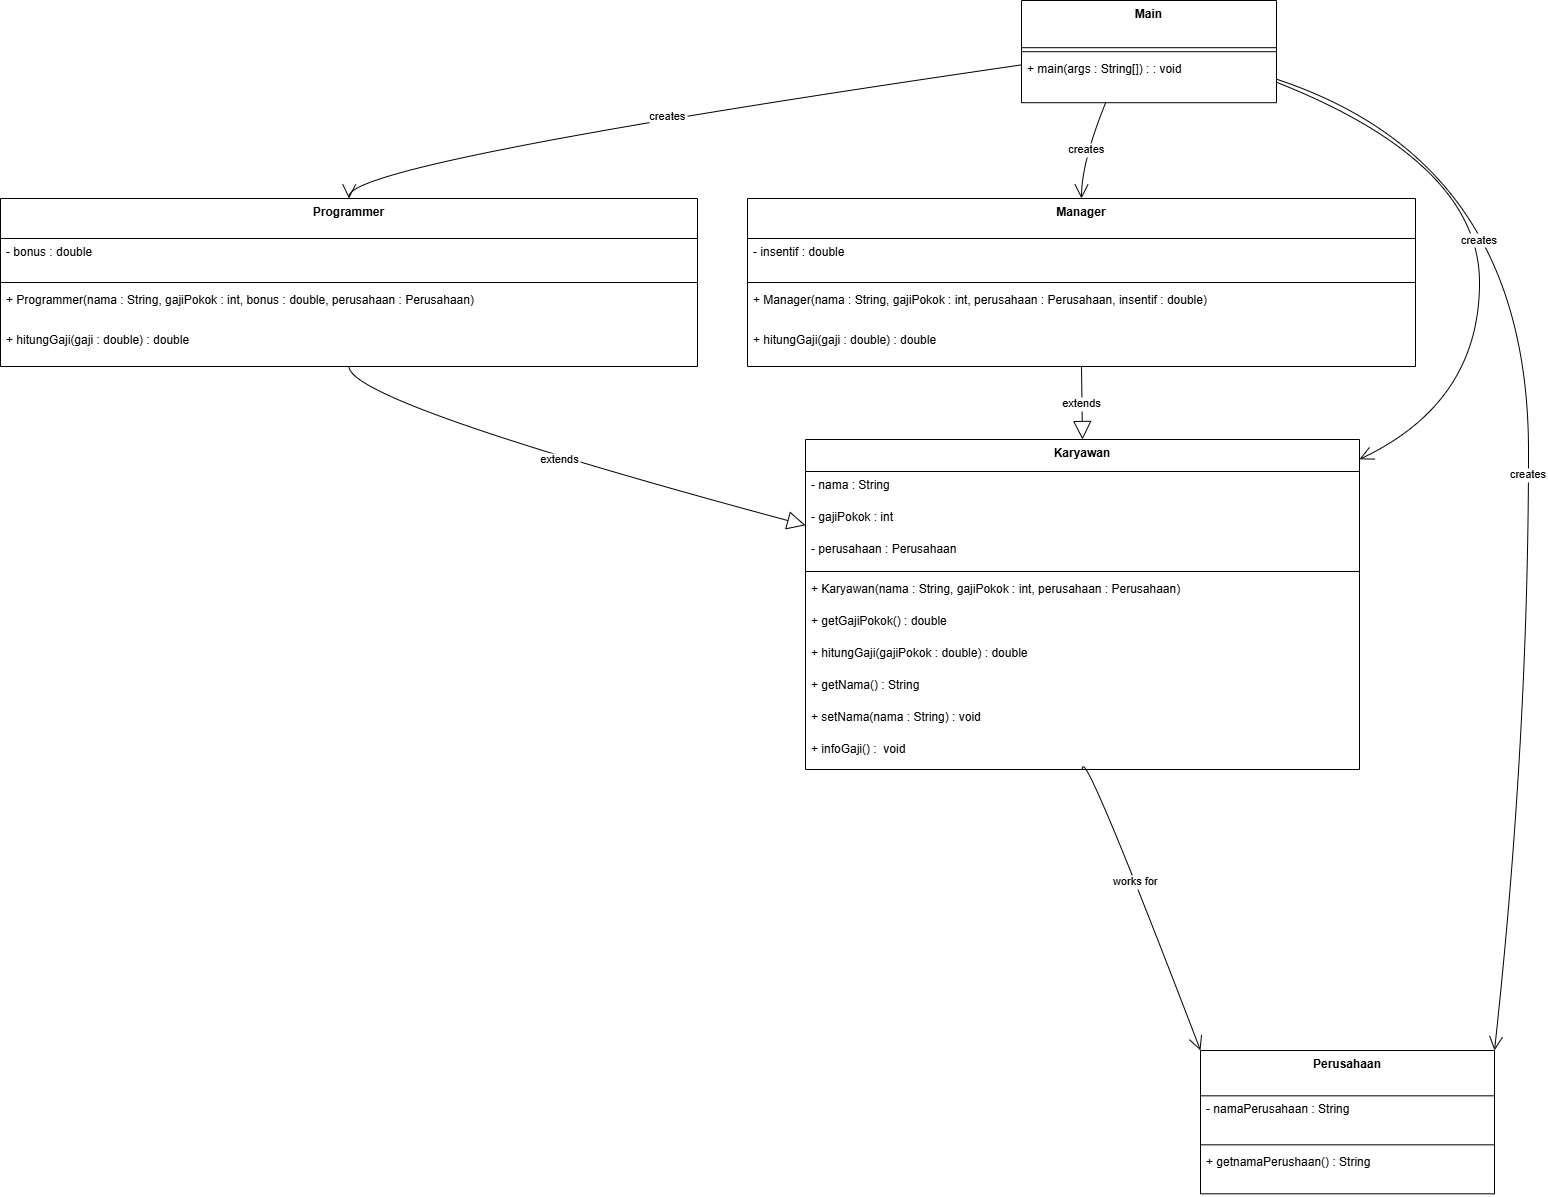 Main
+ main(args : String[]) : : void
creates
creates
creates
creates
Programmer
- bonus : double
+ Programmer(nama : String, gajiPokok : int, bonus : double, perusahaan : Perusahaan)
+ hitungGaji(gaji : double) : double
Manager
- insentif : double
+ Manager(nama : String, gajiPokok : int, perusahaan : Perusahaan, insentif : double)
+ hitungGaji(gaji : double) : double
extends
extends
Karyawan
- nama : String
- gajiPokok : int
- perusahaan : Perusahaan
+ Karyawan(nama : String, gajiPokok : int, perusahaan : Perusahaan)
+ getGajiPokok() : double
+ hitungGaji(gajiPokok : double) : double
+ getNama() : String
+ setNama(nama : String) : void
+ infoGaji() :  void
works for
Perusahaan
- namaPerusahaan : String
+ getnamaPerushaan() : String